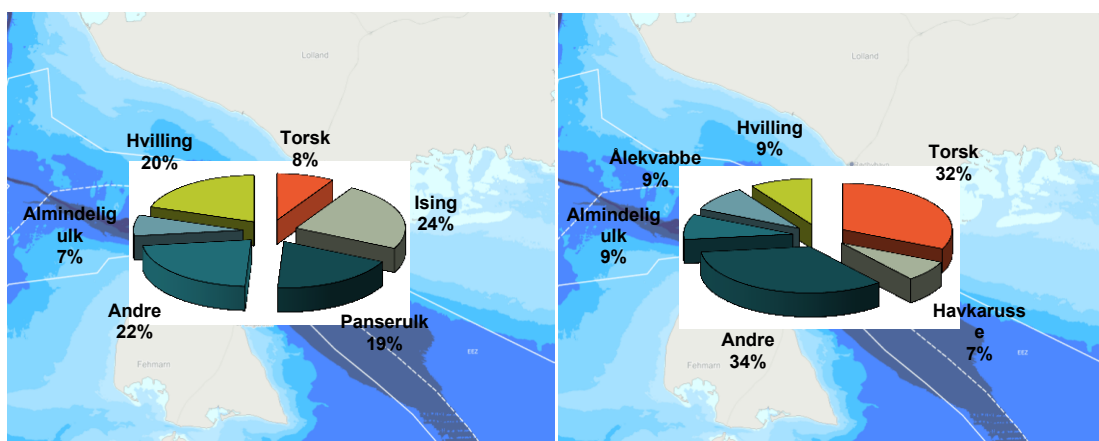 Lolland
Hvilling
20%
Torsk
8%
Ising
24%
Almindelig
ulk
7%
Andre
22%
Panserulk
19%
Fehmarn
EEZ
Lolland
Hvilling
9%
Torsk
32%
Ålekvabbe
9%
Almindelig
ulk
9%
Havkarusse
e
7%
Andre
34%
Fehmarn
EEZ